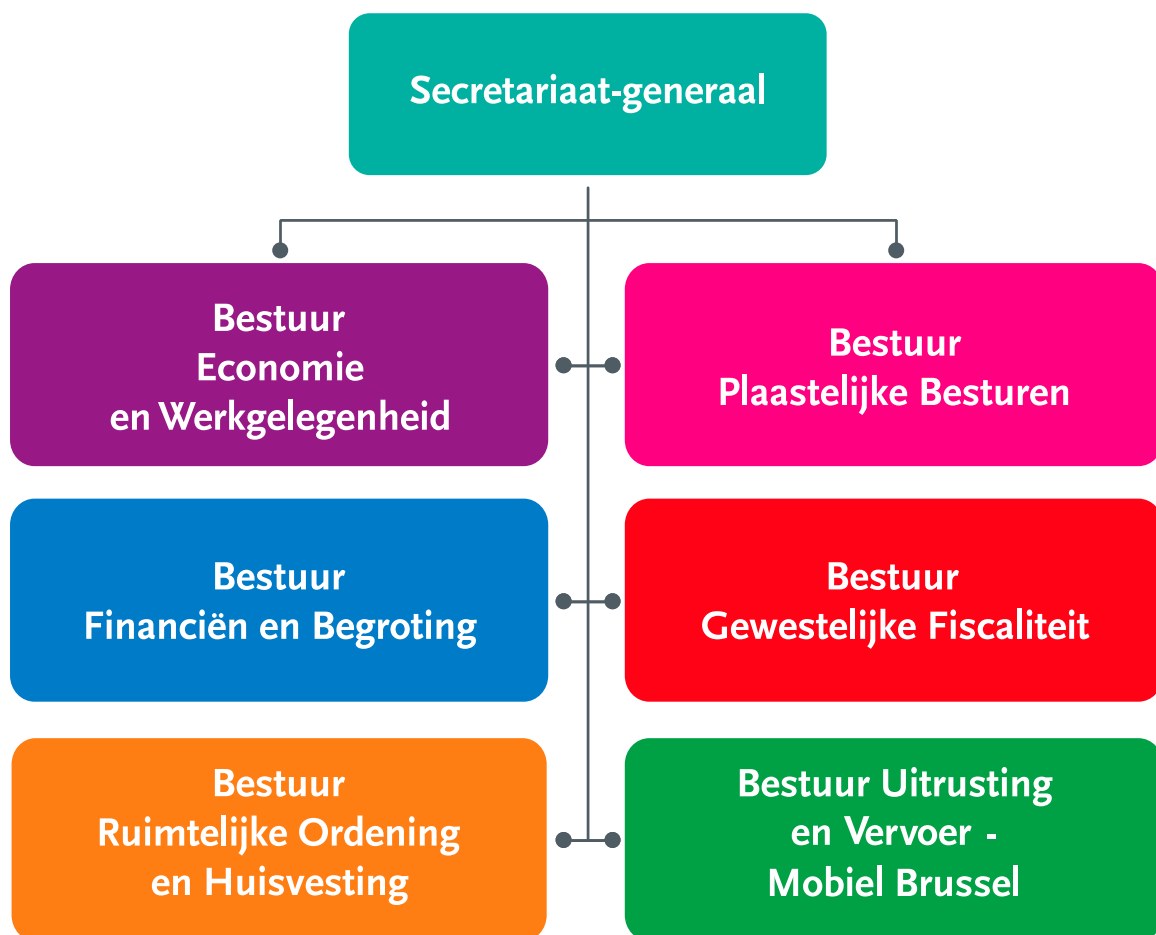 Secretariaat-generaal
Bestuur
Economie
en Werkgelegenheid
Bestuur
Plaastelijke Besturen
Bestuur
Financiën en Begroting
Bestuur
Gewestelijke Fiscaliteit
Bestuur
Ruimtelijke Ordening
en Huisvesting
Bestuur Uitrusting
en Vervoer -
Mobiel Brussel